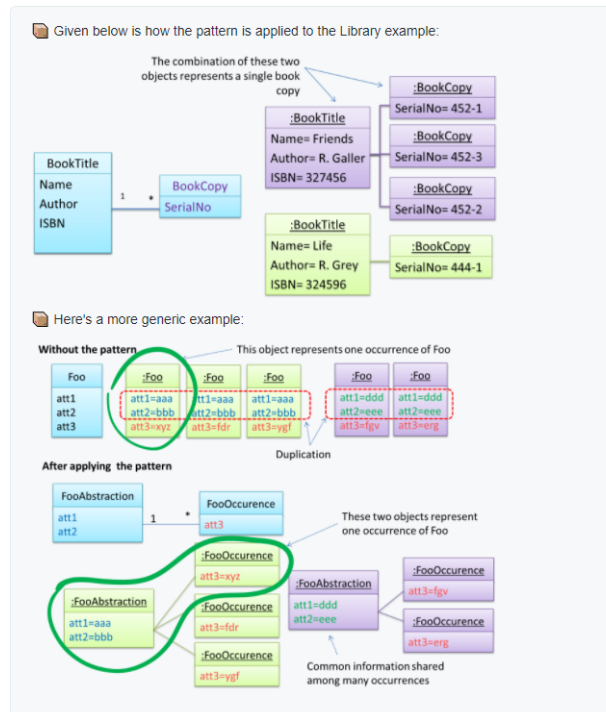 Given below is how the pattern is applied to the Library example:
The combination of these two
objects represents a single book
copy
:BookCopy
SerialNo= 452-1
:BookTitle
Name= Friends
Author= R. Galler
ISBN= 327456
:BookCopy
SerialNo= 452-3
:BookCopy
SerialNo= 452-2
BookTitle
Name
Author
ISBN
1
*
BookCopy
SerialNo
:BookTitle
Name= Life
Author= R. Grey
ISBN= 324596
:BookCopy
SerialNo= 444-1
Here's a more generic example:
Without the pattern
This object represents one occurrence of Foo
Foo
att1
att2
att3
:Foo
att1=aaa
att2=bbb
att3=xyz
:Foo
att1=aaa
att2=bbb
att3=fdr
:Foo
att1=aaa
att2=bbb
att3=ygf
:Foo
att1=ddd
att2=eee
att3=fgv
:Foo
att1=ddd
att2=eee
att3=erg
Duplication
After applying the pattern
FooAbstraction
att1
att2
1
*
FooOccurence
att3
These two objects represent
one occurrence of Foo
:FooOccurence
att3=xyz
:FooAbstraction
att1=aaa
att2=bbb
:FooOccurence
att3=fdr
:FooOccurence
att3=ygf
:FooAbstraction
att1=ddd
att2=eee
:FooOccurence
att3=fgv
:FooOccurence
att3=erg
Common information shared
among many occurrences